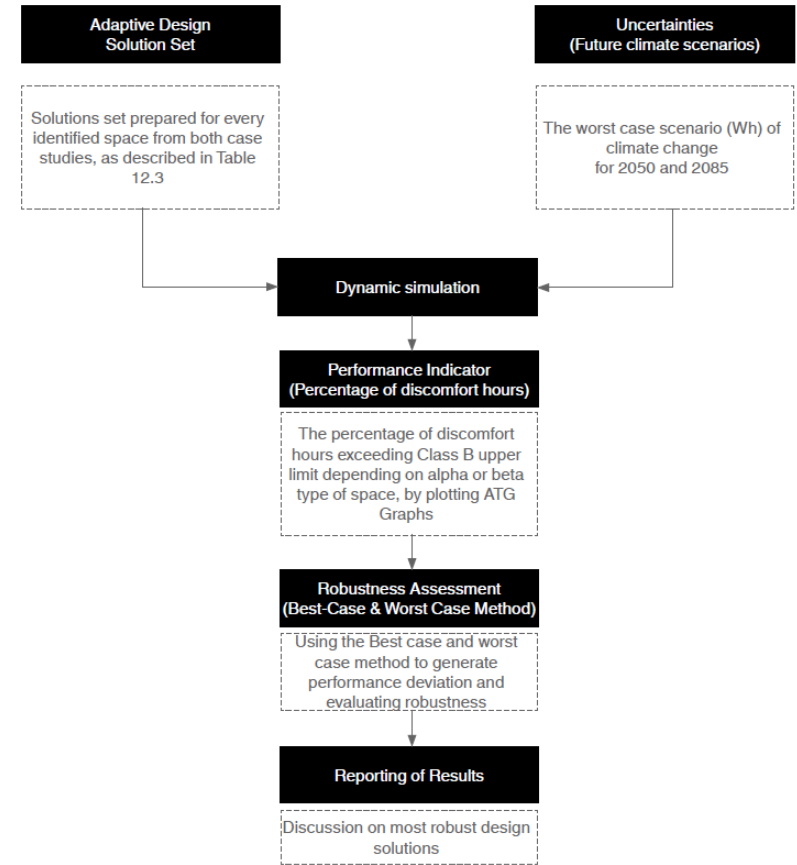 Adaptive Design
Solution Set
Solutions set prepared for every
identified space from both case
studies, as described in Table
12.3
Uncertainties
(Future climate scenarios)
The worst case scenario (Wh) of
climate change
for 2050 and 2085
Dynamic simulation
Performance Indicator
(Percentage of discomfort hours)
The percentage of discomfort
hours exceeding Class B upper
limit depending on alpha or beta
type of space, by plotting ATG
Graphs
Robustness Assessment
(Best-Case & Worst Case Method)
Using the Best case and worst
case method to generate
performance deviation and
evaluating robustness
Reporting of Results
Discussion on most robust design
solutions